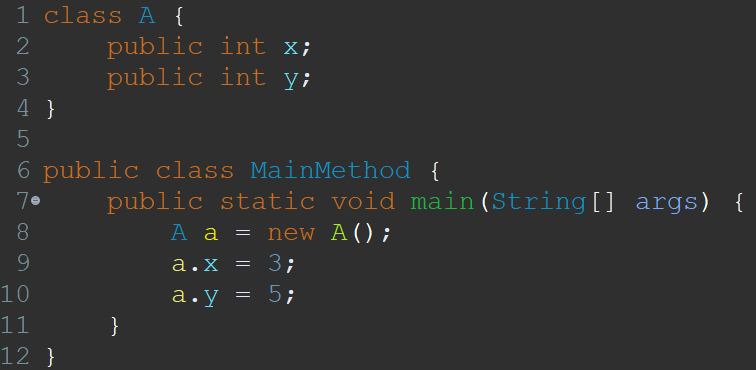 1 class A {
2     public int x;
3     public int y;
4 }
5
6 public class MainMethod {
7     public static void main(String[] args) {
8         A a = new A();
9         a.x = 3;
10         a.y = 5;
11     }
12 }